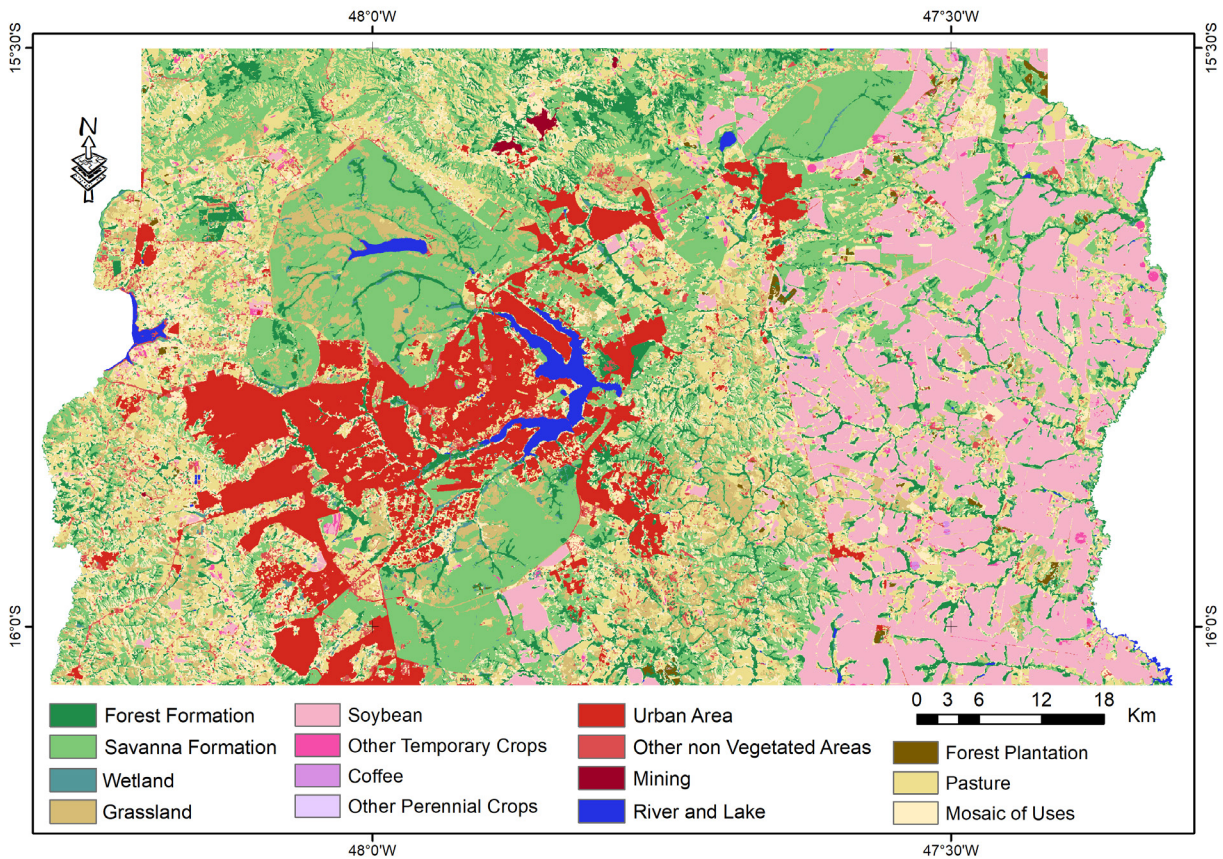 48°0'W 47°30'W
15°30'S 15°30'S
N
16°0'S 16°0'S
Forest Formation Soybean Urban Area 0 3 6 12 18 Km
Savanna Formation Other Temporary Crops Other non Vegetated Areas Forest Plantation
Wetland Coffee Mining Pasture
Grassland Other Perennial Crops River and Lake Mosaic of Uses
48°0'W 47°30'W